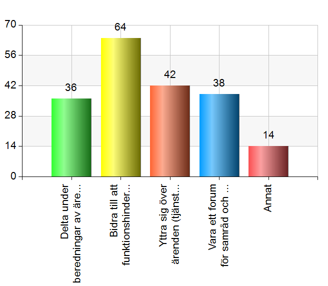 70
56
42
28
14
0
36
64
42
38
14
Delta under
beredningar av äre...
Bidra till att
funktionshinder...
Yttra sig över
ärenden (tjänst...
Vara ett forum
för samråd och ...
Annat